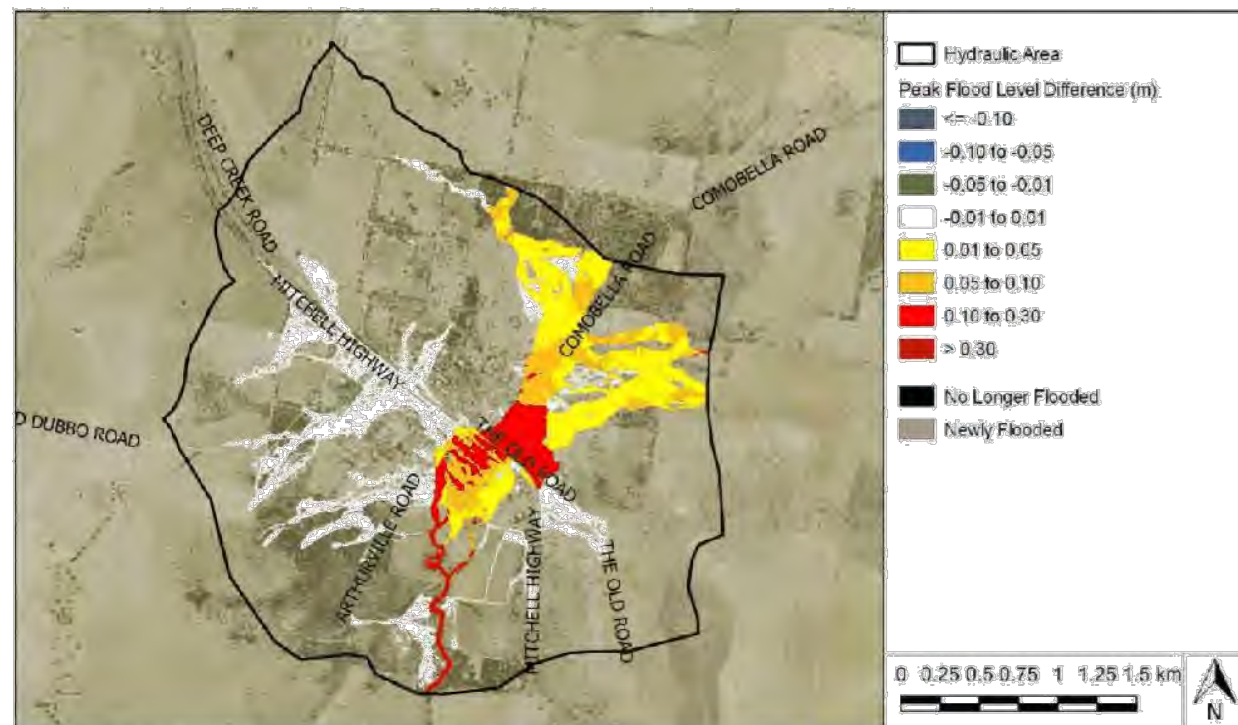 Hydraulic Area
Peak Flood Level Difference (m)
<= -0.10
-0.10 to -0.05
-0.05 to -0.01
-0.01 to 0.01
0.01 to 0.05
0.05 to 0.10
0.10 to 0.30
> 0.30
No Longer Flooded
Newly Flooded
DEEP CREEK ROAD
COMOBELLA ROAD
COMOBELLA ROAD
MITCHELL HIGHWAY
D DUBBO ROAD
THE OLD ROAD
ARTHURVILLE ROAD
MITCHELL HIGHWAY
THE OLD ROAD
0 0.25 0.5 0.75 1 1.25 1.5 km
N